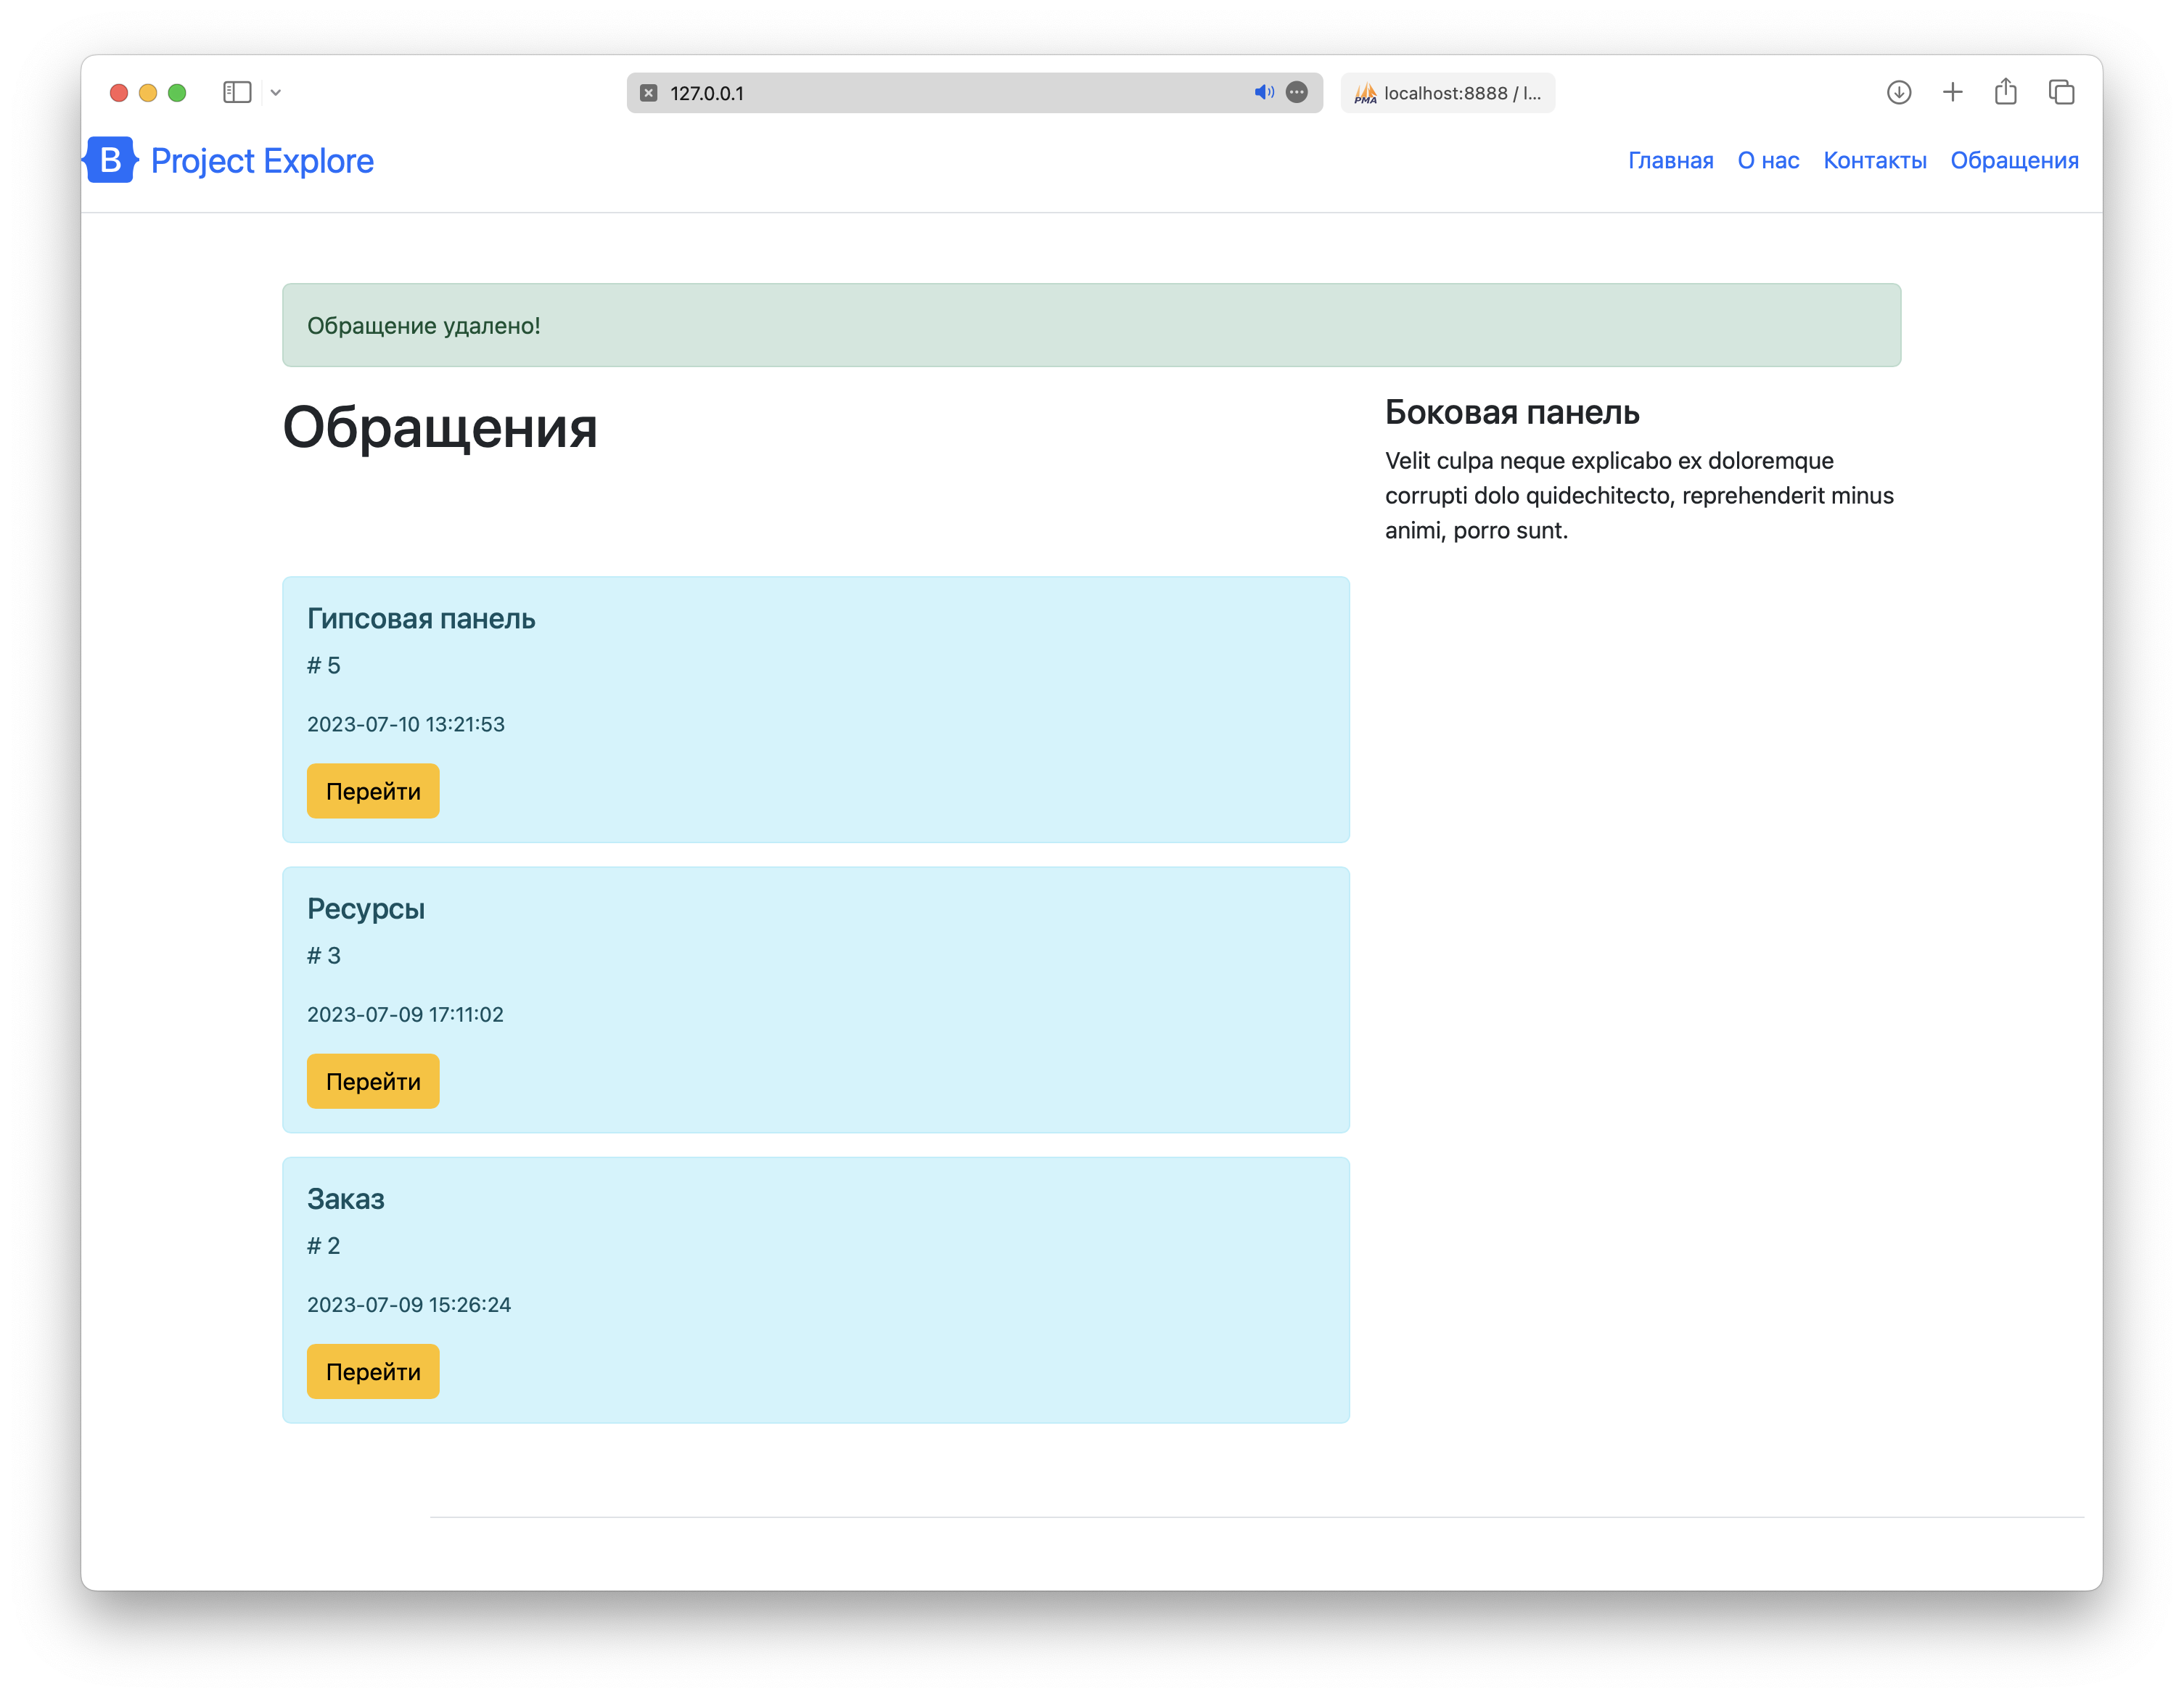 127.0.0.1
PMA localhost:8888 / l...
B Project Explore
Главная О нас Контакты Обращения
Обращение удалено!
Обращения
Боковая панель
Velit culpa neque explicabo ex doloremque
corrupti dolo quidechitecto, reprehenderit minus
animi, porro sunt.
Гипсовая панель
# 5
2023-07-10 13:21:53
Перейти
Ресурсы
# 3
2023-07-09 17:11:02
Перейти
Заказ
# 2
2023-07-09 15:26:24
Перейти